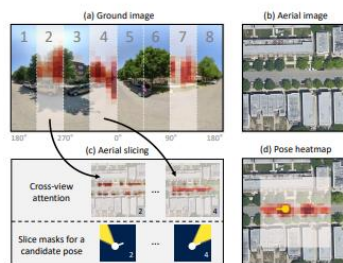 (a) Ground image
(b) Aerial image
1 2 3 4 5 6 7 8
180° 270° 0° 90° 180°
(c) Aerial slicing
(d) Pose heatmap
Cross-view
attention
...
2 4
Slice masks for a
candidate pose
...
2 4